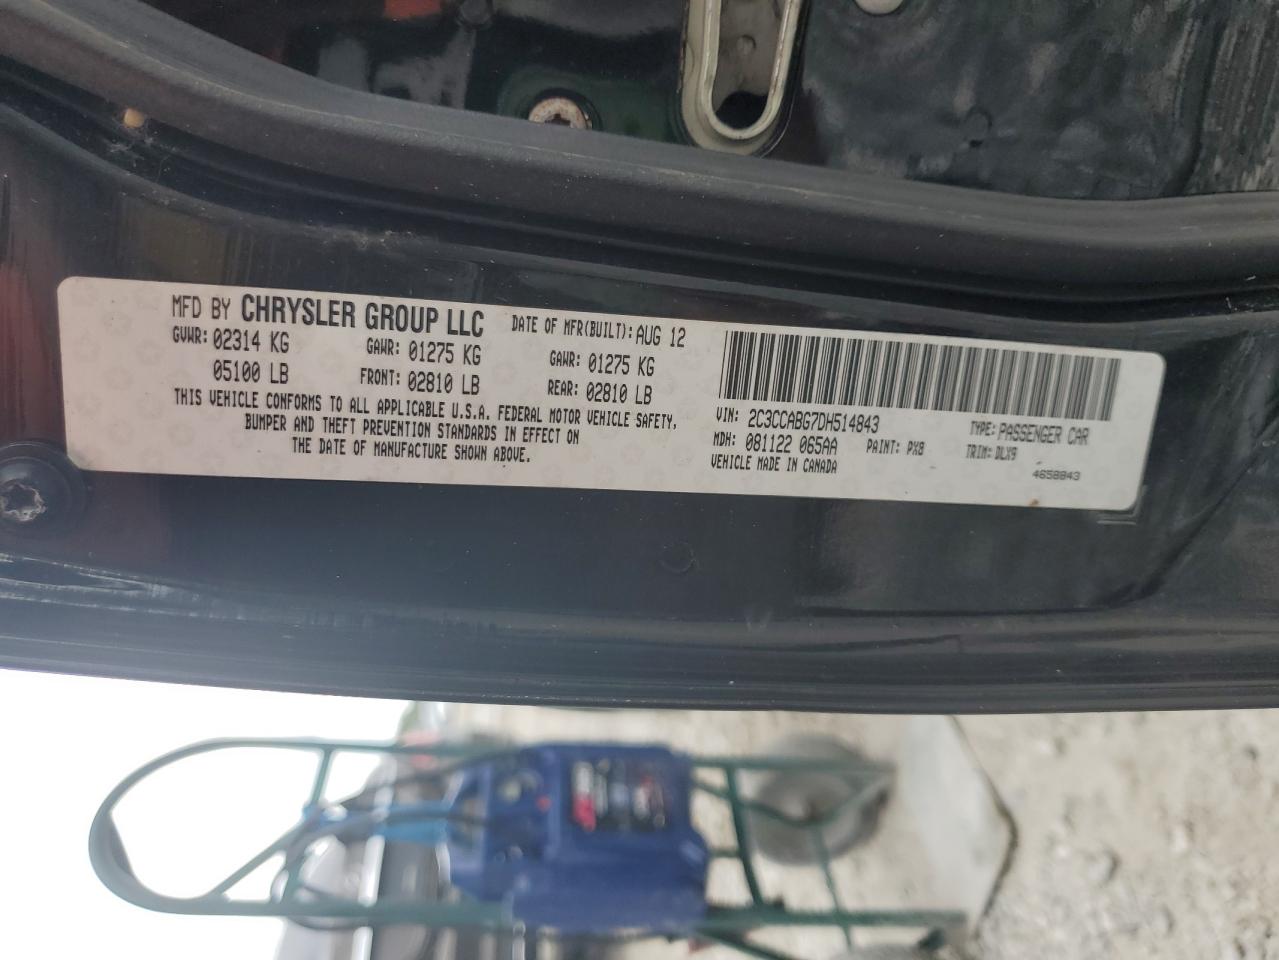 MFD BY CHRYSLER GROUP LLC DATE OF MFR(BUILT): AUG 12
GVWR: 02314 KG GAWR: 01275 KG GAWR: 01275 KG
05100 LB FRONT: 02810 LB REAR: 02810 LB
THIS VEHICLE CONFORMS TO ALL APPLICABLE U.S.A. FEDERAL MOTOR VEHICLE SAFETY,
BUMPER AND THEFT PREVENTION STANDARDS IN EFFECT ON
THE DATE OF MANUFACTURE SHOWN ABOVE.
VIN: 2C3CCABG7DH514843 TYPE: PASSENGER CAR
MDH: 081122 065AA PAINT: PX8 TRIM: DLX9
VEHICLE MADE IN CANADA 4658843